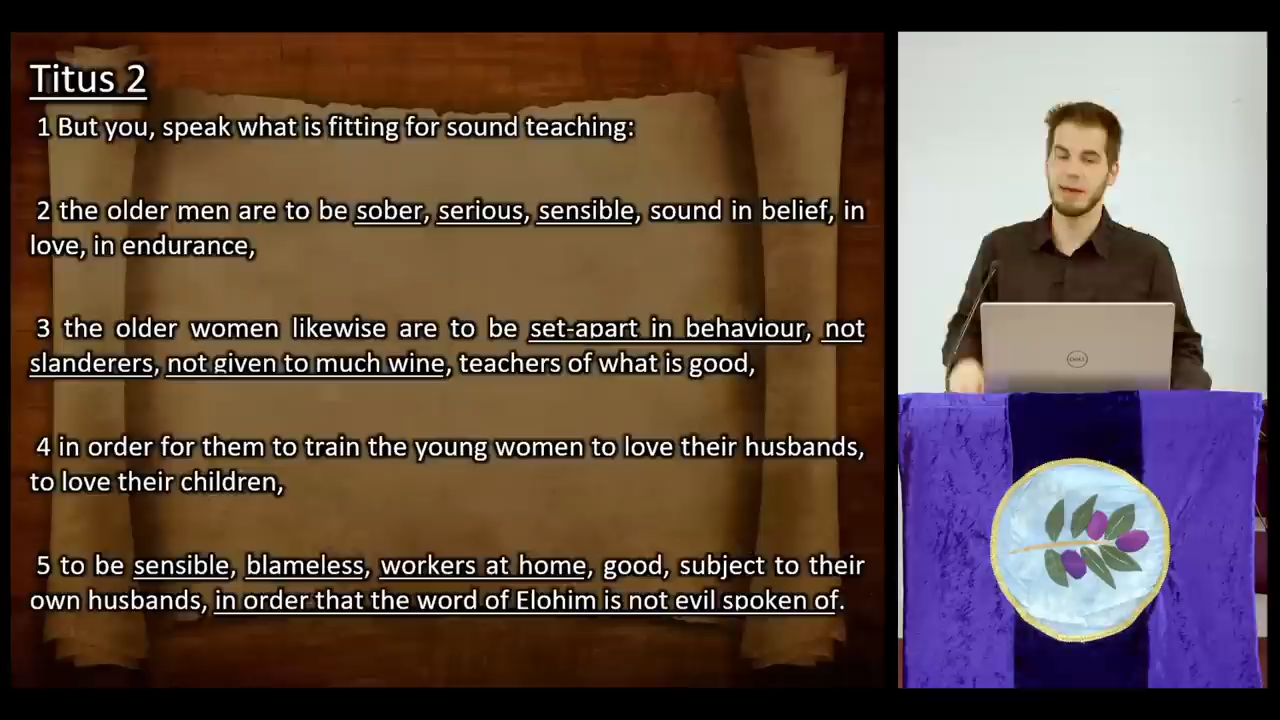 Titus 2
1 But you, speak what is fitting for sound teaching:
2 the older men are to be sober, serious, sensible, sound in belief, in
love, in endurance,
3 the older women likewise are to be set-apart in behaviour, not
slanderers, not given to much wine, teachers of what is good,
4 in order for them to train the young women to love their husbands,
to love their children,
5 to be sensible, blameless, workers at home, good, subject to their
own husbands, in order that the word of Elohim is not evil spoken of.
DELL